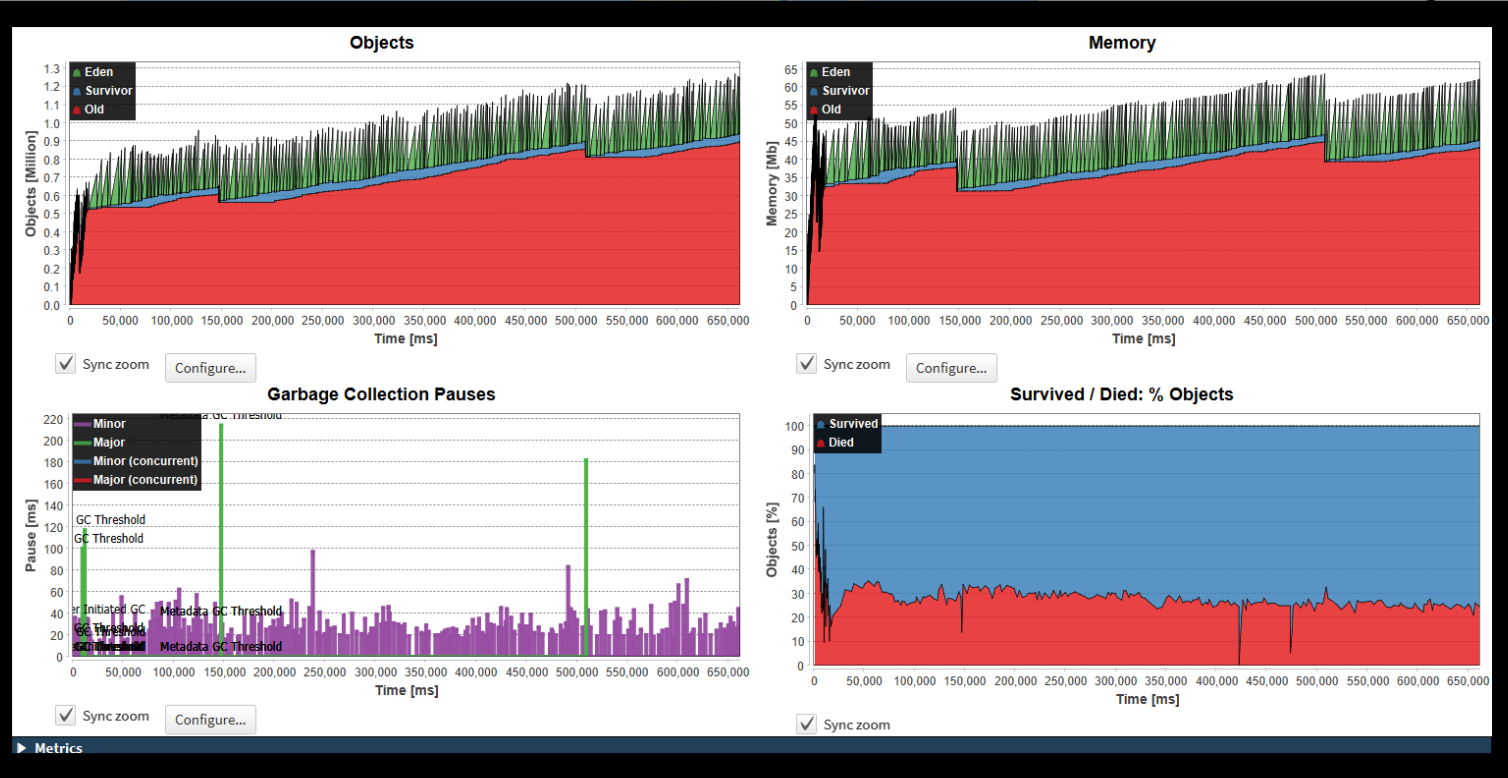 Objects
Objects [Million]
1.3
1.2
1.1
1.0
0.9
0.8
0.7
0.6
0.5
0.4
0.3
0.2
0.1
0.0
Eden
Survivor
Old
0 50,000 100,000 150,000 200,000 250,000 300,000 350,000 400,000 450,000 500,000 550,000 600,000 650,000
Time [ms]
Sync zoom Configure...
Memory
Memory [Mb]
65
60
55
50
45
40
35
30
25
20
15
10
5
0
Eden
Survivor
Old
0 50,000 100,000 150,000 200,000 250,000 300,000 350,000 400,000 450,000 500,000 550,000 600,000 650,000
Time [ms]
Sync zoom Configure...
Garbage Collection Pauses
Pause [ms]
220
200
180
160
140
120
100
80
60
40
20
0
Minor
Major
Minor (concurrent)
Major (concurrent)
Metadata GC Threshold
GC Threshold
GC Threshold
er Initiated GC
Metadata GC Threshold
GC Threshold
GC Threshold
Metadata GC Threshold
0 50,000 100,000 150,000 200,000 250,000 300,000 350,000 400,000 450,000 500,000 550,000 600,000 650,000
Time [ms]
Sync zoom Configure...
Survived / Died: % Objects
Objects [%]
100
90
80
70
60
50
40
30
20
10
0
Survived
Died
0 50,000 100,000 150,000 200,000 250,000 300,000 350,000 400,000 450,000 500,000 550,000 600,000 650,000
Time [ms]
Sync zoom
Metrics